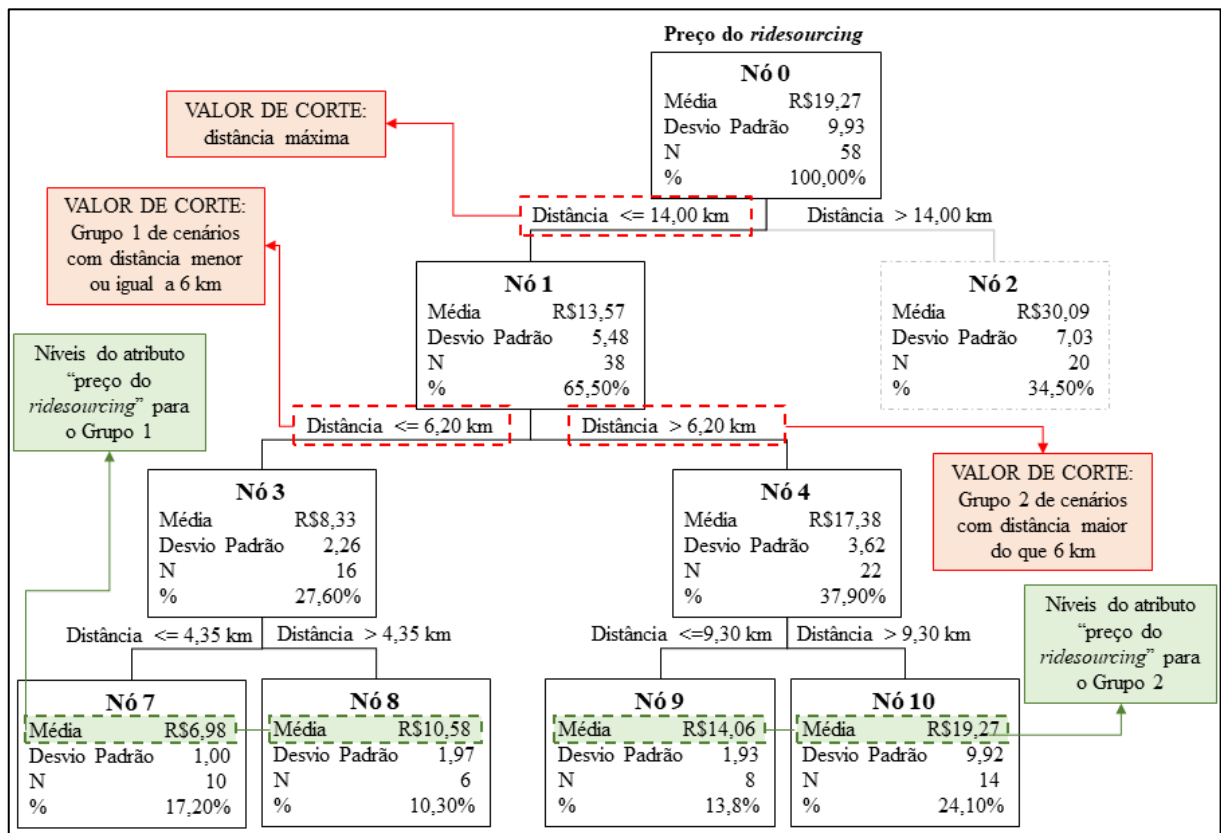 Preço do ridesourcing
Nó 0
Média R$19,27
Desvio Padrão 9,93
N 58
% 100,00%
VALOR DE CORTE:
distância máxima
Distância <= 14,00 km
Distância > 14,00 km
VALOR DE CORTE:
Grupo 1 de cenários
com distância menor
ou igual a 6 km
Nó 1
Média R$13,57
Desvio Padrão 5,48
N 38
% 65,50%
Nó 2
Média R$30,09
Desvio Padrão 7,03
N 20
% 34,50%
Níveis do atributo
“preço do
ridesourcing” para
o Grupo 1
Distância <= 6,20 km
Distância > 6,20 km
VALOR DE CORTE:
Grupo 2 de cenários
com distância maior
do que 6 km
Nó 3
Média R$8,33
Desvio Padrão 2,26
N 16
% 27,60%
Nó 4
Média R$17,38
Desvio Padrão 3,62
N 22
% 37,90%
Níveis do atributo
“preço do
ridesourcing” para
o Grupo 2
Distância <= 4,35 km
Distância > 4,35 km
Distância <=9,30 km
Distância > 9,30 km
Nó 7
Média R$6,98
Desvio Padrão 1,00
N 10
% 17,20%
Nó 8
Média R$10,58
Desvio Padrão 1,97
N 6
% 10,30%
Nó 9
Média R$14,06
Desvio Padrão 1,93
N 8
% 13,8%
Nó 10
Média R$19,27
Desvio Padrão 9,92
N 14
% 24,10%